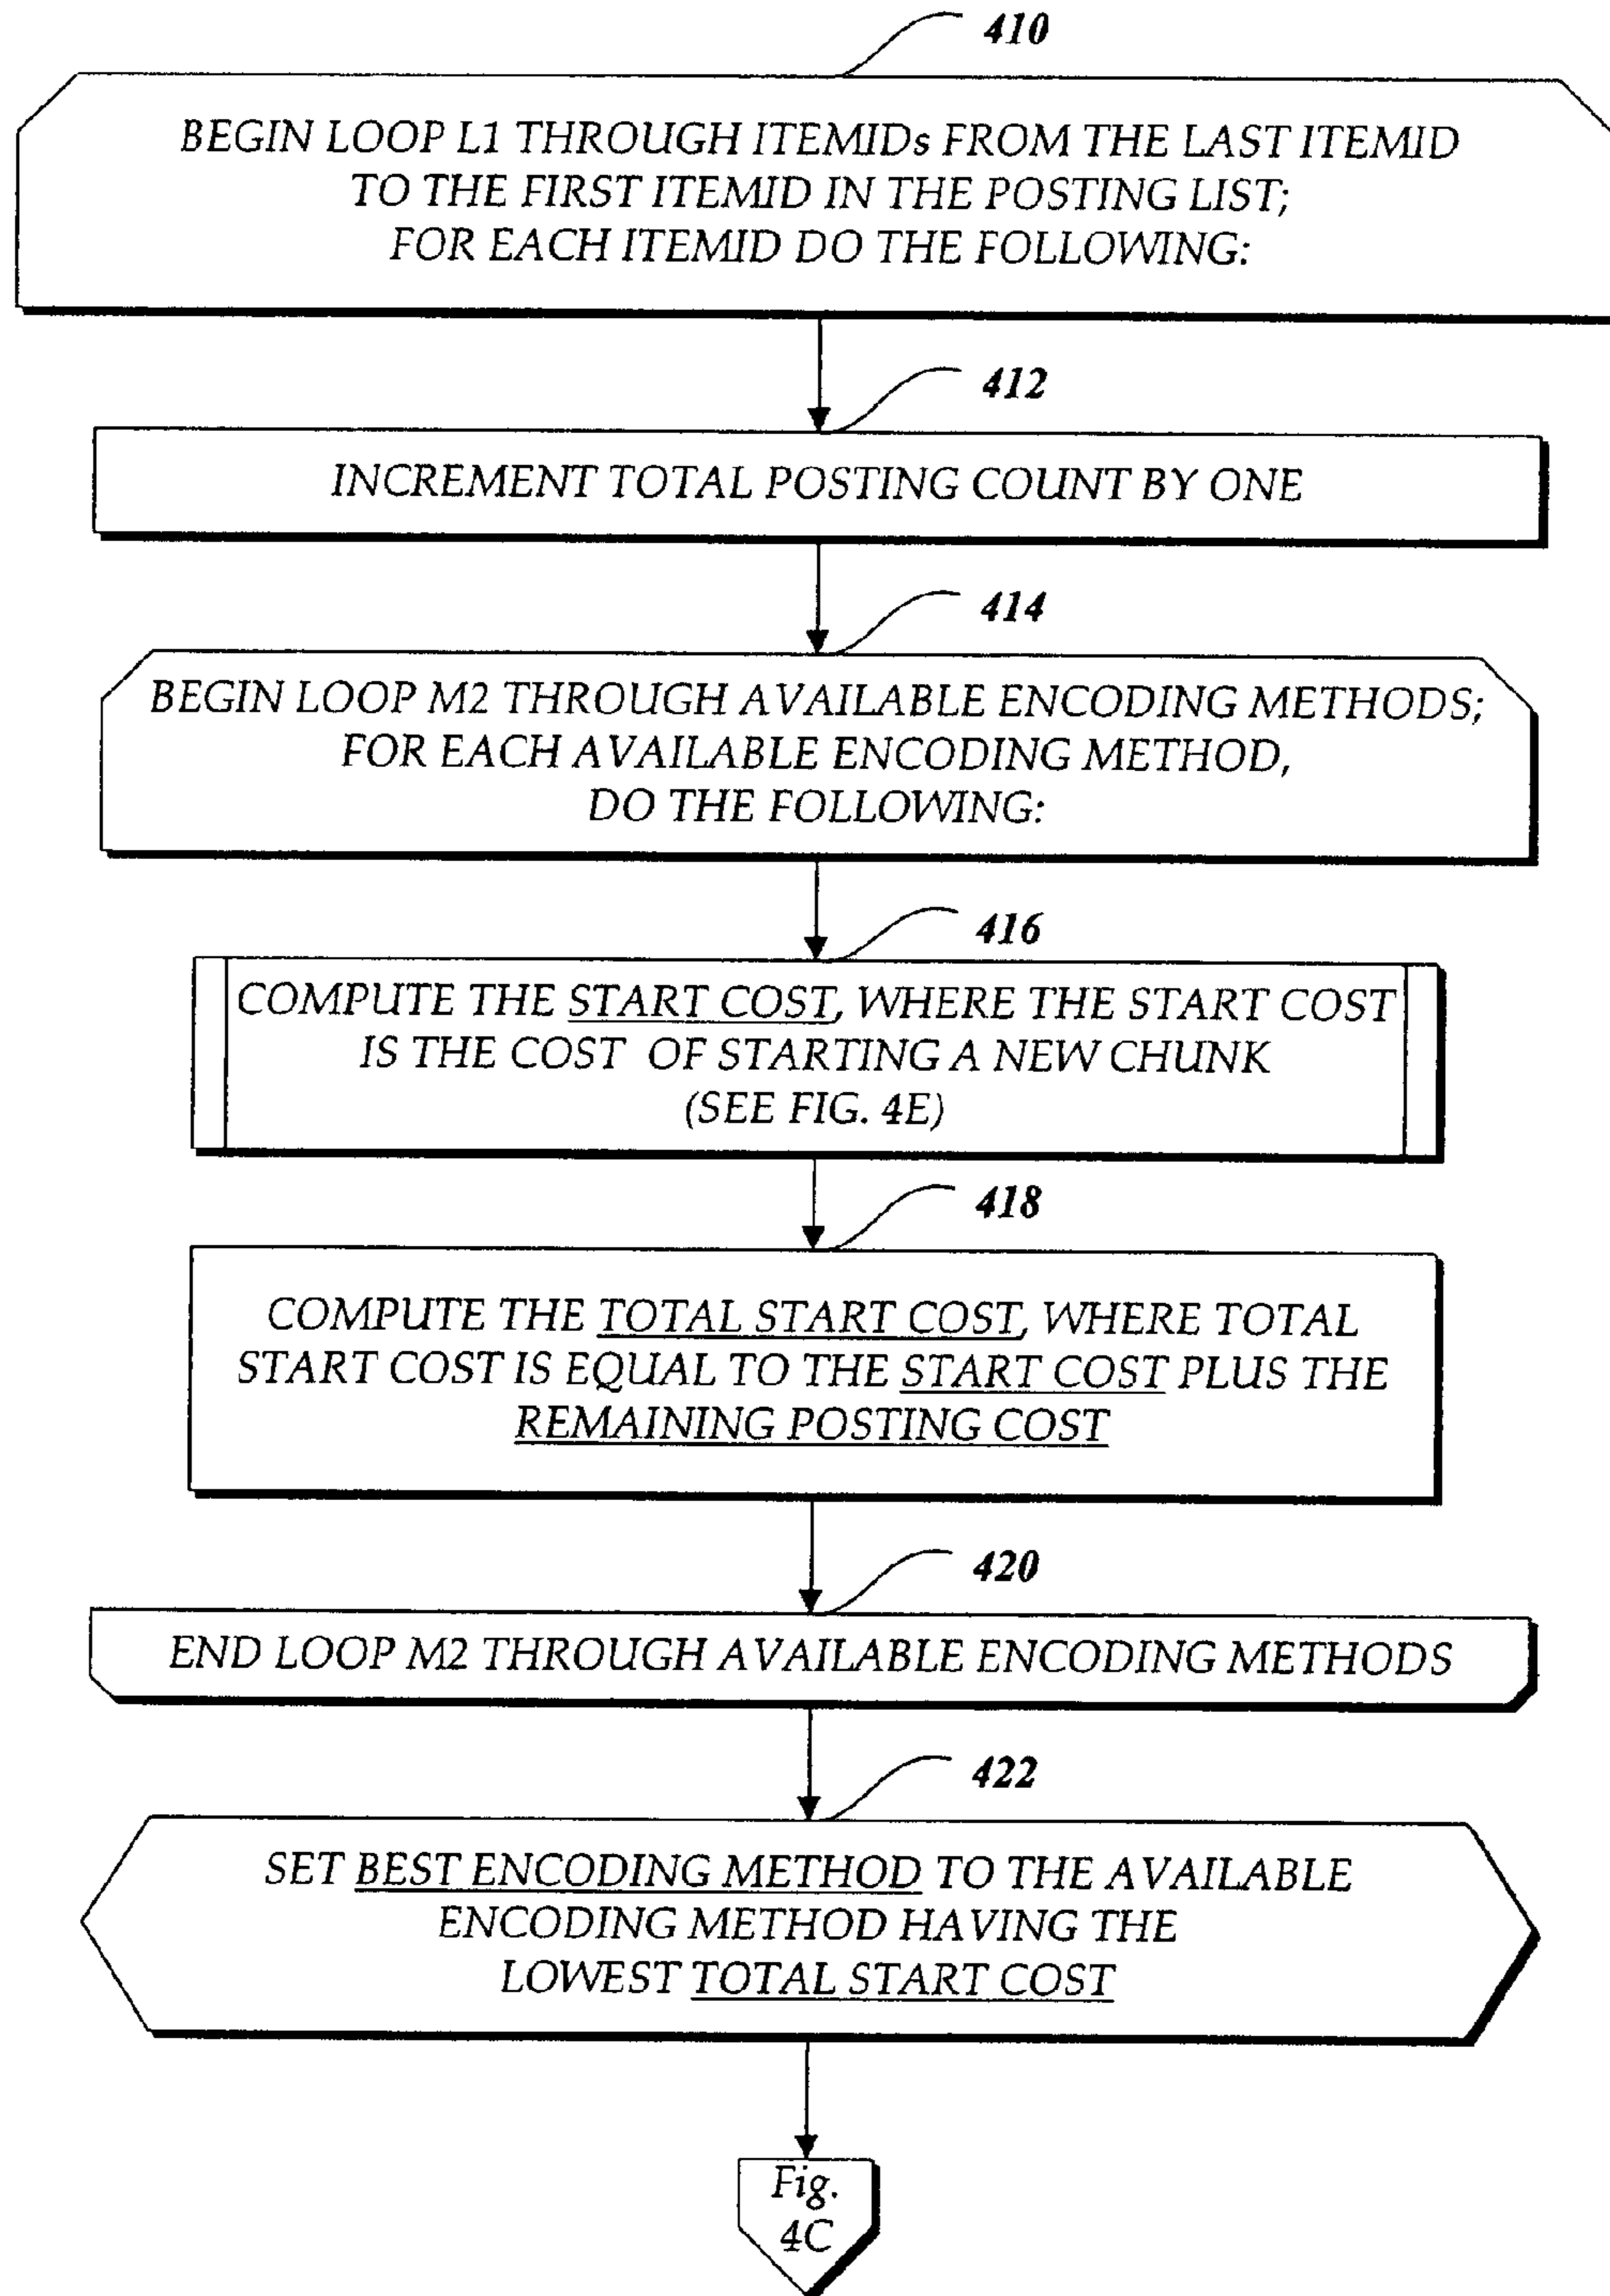 410
BEGIN LOOP L1 THROUGH ITEMIDs FROM THE LAST ITEMID
TO THE FIRST ITEMID IN THE POSTING LIST;
FOR EACH ITEMID DO THE FOLLOWING:
412
INCREMENT TOTAL POSTING COUNT BY ONE
414
BEGIN LOOP M2 THROUGH AVAILABLE ENCODING METHODS;
FOR EACH AVAILABLE ENCODING METHOD,
DO THE FOLLOWING:
416
COMPUTE THE START COST, WHERE THE START COST
IS THE COST OF STARTING A NEW CHUNK
(SEE FIG. 4E)
418
COMPUTE THE TOTAL START COST, WHERE TOTAL
START COST IS EQUAL TO THE START COST PLUS THE
REMAINING POSTING COST
420
END LOOP M2 THROUGH AVAILABLE ENCODING METHODS
422
SET BEST ENCODING METHOD TO THE AVAILABLE
ENCODING METHOD HAVING THE
LOWEST TOTAL START COST
Fig.
4C